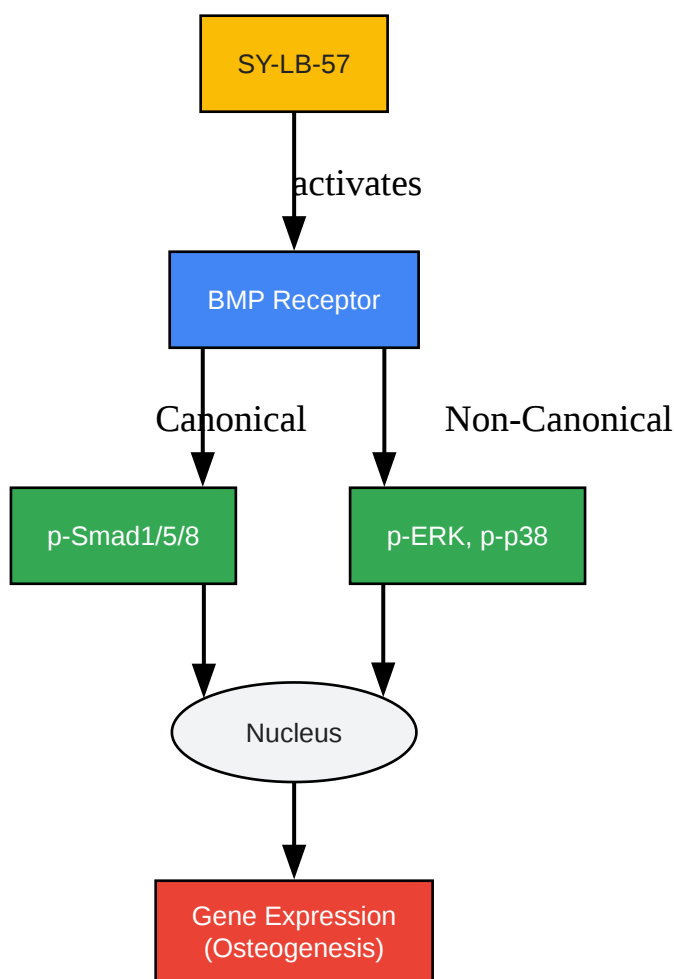 SY-LB-57
activates
BMP Receptor
Canonical
Non-Canonical
p-Smad1/5/8
p-ERK, p-p38
Nucleus
Gene Expression
(Osteogenesis)